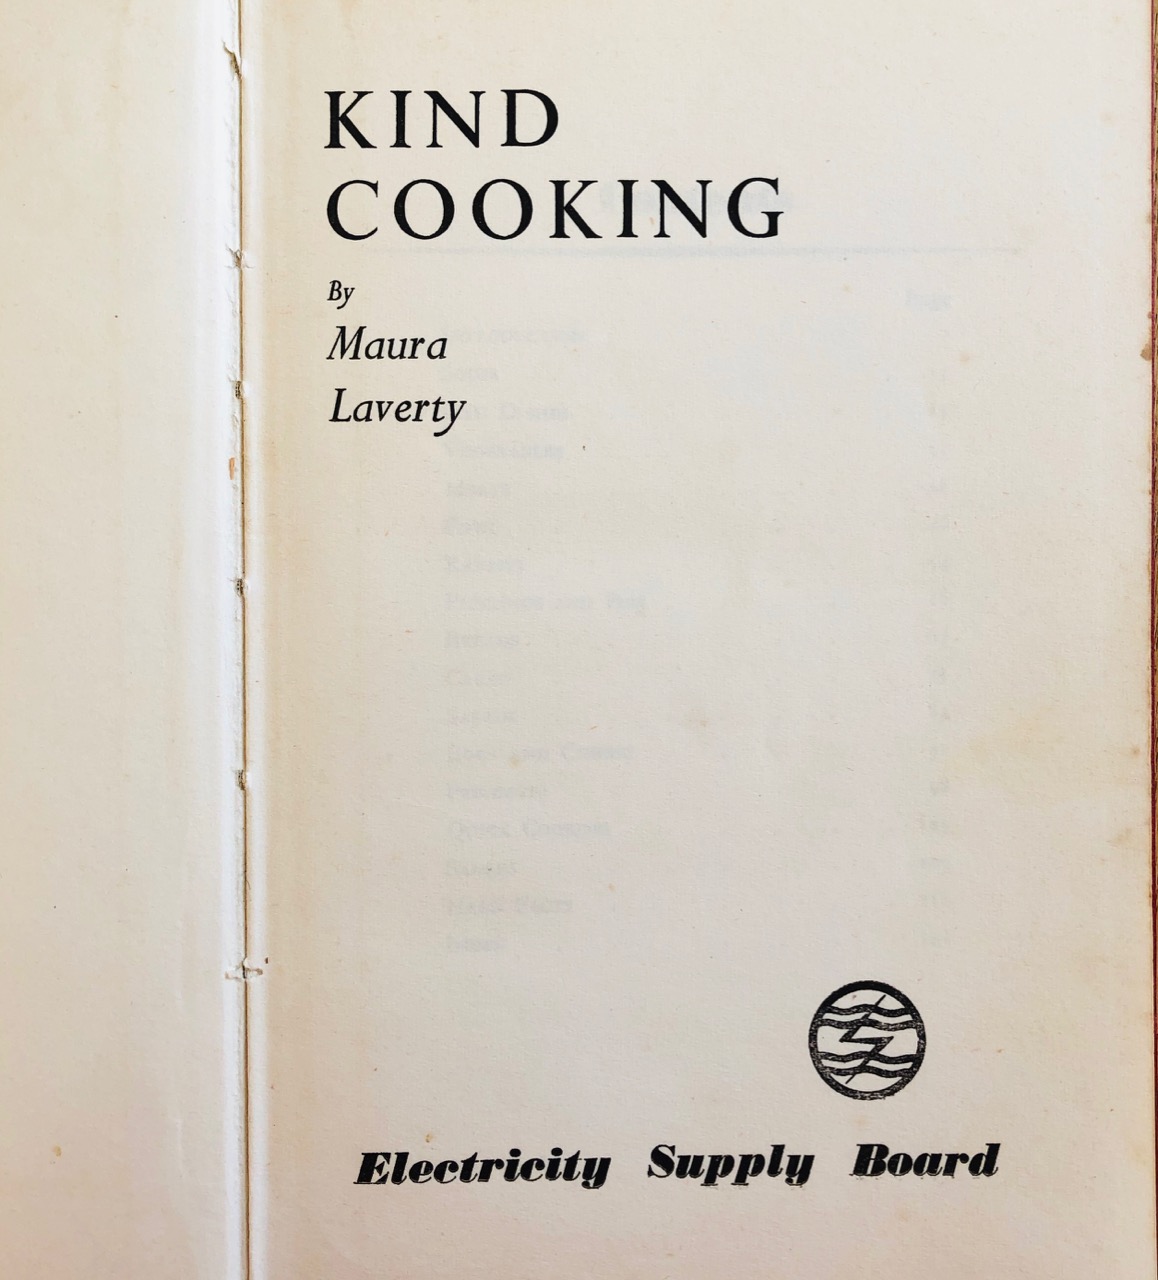 KIND
COOKING
By
Maura
Laverty
Electricity Supply Board